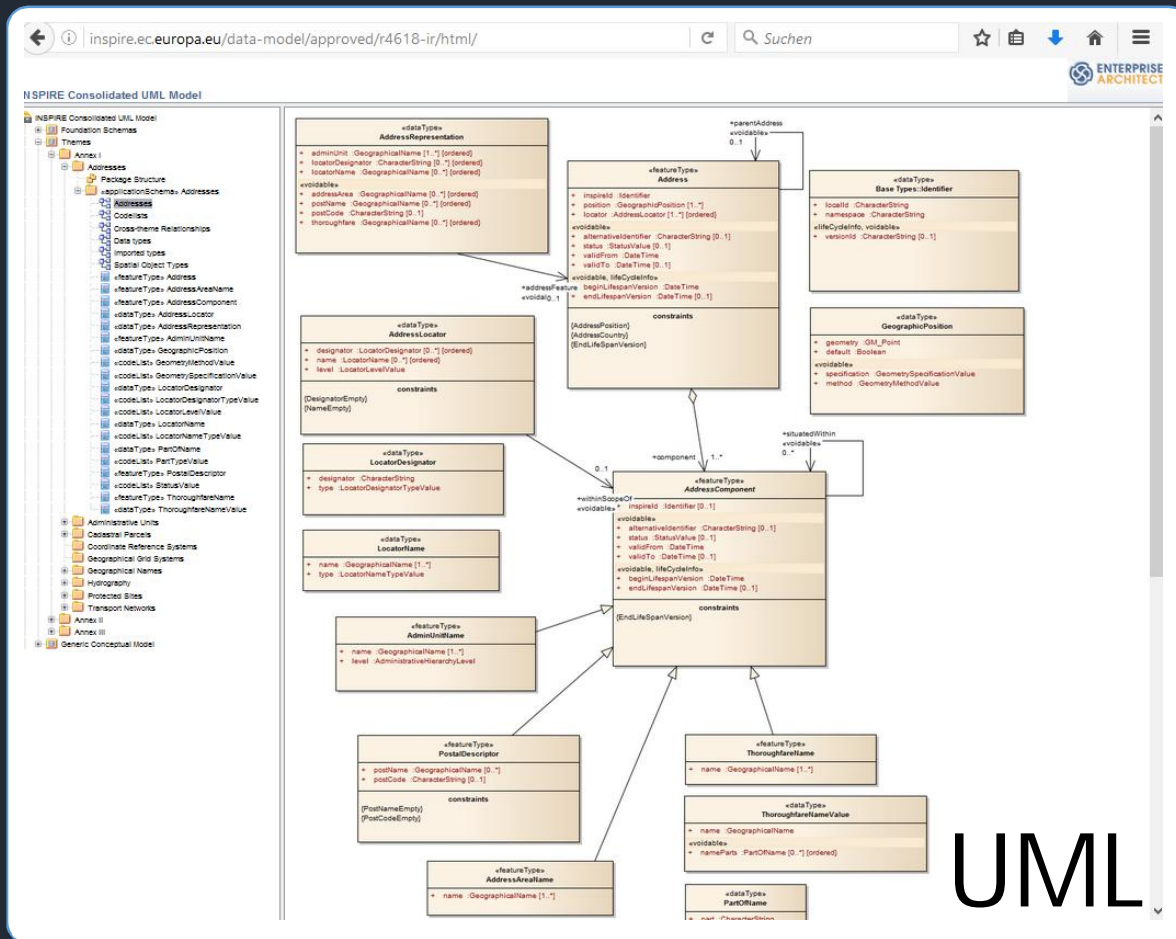 inspire.ec.europa.eu/data-model/approved/r4618-ir/html/
Suchen
ENTERPRISE
ARCHITECT
INSPIRE Consolidated UML Model
INSPIRE Consolidated UML Model
Foundation Schemas
Themes
Annex I
Addresses
Package Structure
«applicationSchema» Addresses
Addresses
Codelists
Cross-theme Relationships
Data types
Imported types
Spatial Object Types
«featureType» Address
«featureType» AddressAreaName
«featureType» AddressComponent
«dataType» AddressLocator
«dataType» AddressRepresentation
«featureType» AdminUnitName
«dataType» GeographicPosition
«codeList» GeometryMethodValue
«codeList» GeometrySpecificationValue
«dataType» LocatorDesignator
«codeList» LocatorDesignatorTypeValue
«codeList» LocatorLevelValue
«dataType» LocatorName
«codeList» LocatorNameTypeValue
«dataType» PartOfName
«codeList» PartTypeValue
«featureType» PostalDescriptor
«codeList» StatusValue
«featureType» ThoroughfareName
«dataType» ThoroughfareNameValue
Administrative Units
Cadastral Parcels
Coordinate Reference Systems
Geographical Grid Systems
Geographical Names
Hydrography
Protected Sites
Transport Networks
Annex II
Annex III
Generic Conceptual Model
«dataType»
AddressRepresentation
+ adminUnit :GeographicalName [1..*] {ordered}
+ locatorDesignator :CharacterString [0..*] {ordered}
+ locatorName :GeographicalName [0..*] {ordered}
«voidable»
+ addressArea :GeographicalName [0..*] {ordered}
+ postName :GeographicalName [0..*] {ordered}
+ postCode :CharacterString [0..1]
+ thoroughfare :GeographicalName [0..*] {ordered}
+parentAddress
«voidable»
0..1
«featureType»
Address
+ inspireId :Identifier
+ position :GeographicPosition [1..*]
+ locator :AddressLocator [1..*] {ordered}
«voidable»
+ alternativeIdentifier :CharacterString [0..1]
+ status :StatusValue [0..1]
+ validFrom :DateTime
+ validTo :DateTime [0..1]
«voidable, lifeCycleInfo»
+ beginLifespanVersion :DateTime
+ endLifespanVersion :DateTime [0..1]
constraints
{AddressPosition}
{AddressCountry}
{EndLifeSpanVersion}
+addressFeature
«voidable»
0..1
«dataType»
Base Types::Identifier
+ localId :CharacterString
+ namespace :CharacterString
«lifeCycleInfo, voidable»
+ versionId :CharacterString [0..1]
«dataType»
GeographicPosition
+ geometry :GM_Point
+ default :Boolean
«voidable»
+ specification :GeometrySpecificationValue
+ method :GeometryMethodValue
«dataType»
AddressLocator
+ designator :LocatorDesignator [0..*] {ordered}
+ name :LocatorName [0..*] {ordered}
+ level :LocatorLevelValue
constraints
{DesignatorEmpty}
{NameEmpty}
«dataType»
LocatorDesignator
+ designator :CharacterString
+ type :LocatorDesignatorTypeValue
«dataType»
LocatorName
+ name :GeographicalName [1..*]
+ type :LocatorNameTypeValue
+situatedWithin
«voidable»
0..*
+component 1..*
0..1
+withinScopeOf
«voidable»
«featureType»
AddressComponent
+ inspireId :Identifier [0..1]
«voidable»
+ alternativeIdentifier :CharacterString [0..1]
+ status :StatusValue [0..1]
+ validFrom :DateTime
+ validTo :DateTime [0..1]
«voidable, lifeCycleInfo»
+ beginLifespanVersion :DateTime
+ endLifespanVersion :DateTime [0..1]
constraints
{EndLifeSpanVersion}
«featureType»
AdminUnitName
+ name :GeographicalName [1..*]
+ level :AdministrativeHierarchyLevel
«featureType»
PostalDescriptor
+ postName :GeographicalName [0..*]
+ postCode :CharacterString [0..1]
constraints
{PostNameEmpty}
{PostCodeEmpty}
«featureType»
ThoroughfareName
+ name :GeographicalName [1..*]
«dataType»
ThoroughfareNameValue
+ name :GeographicalName
«voidable»
+ nameParts :PartOfName [0..*] {ordered}
«featureType»
AddressAreaName
+ name :GeographicalName [1..*]
«dataType»
PartOfName
+ part :CharacterString
UML